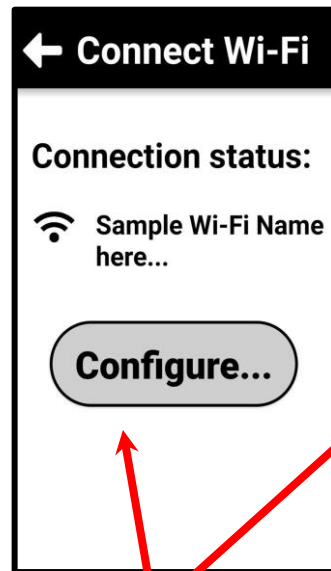 Connect Wi-Fi
Connection status:
Sample Wi-Fi Name
here...
Configure...